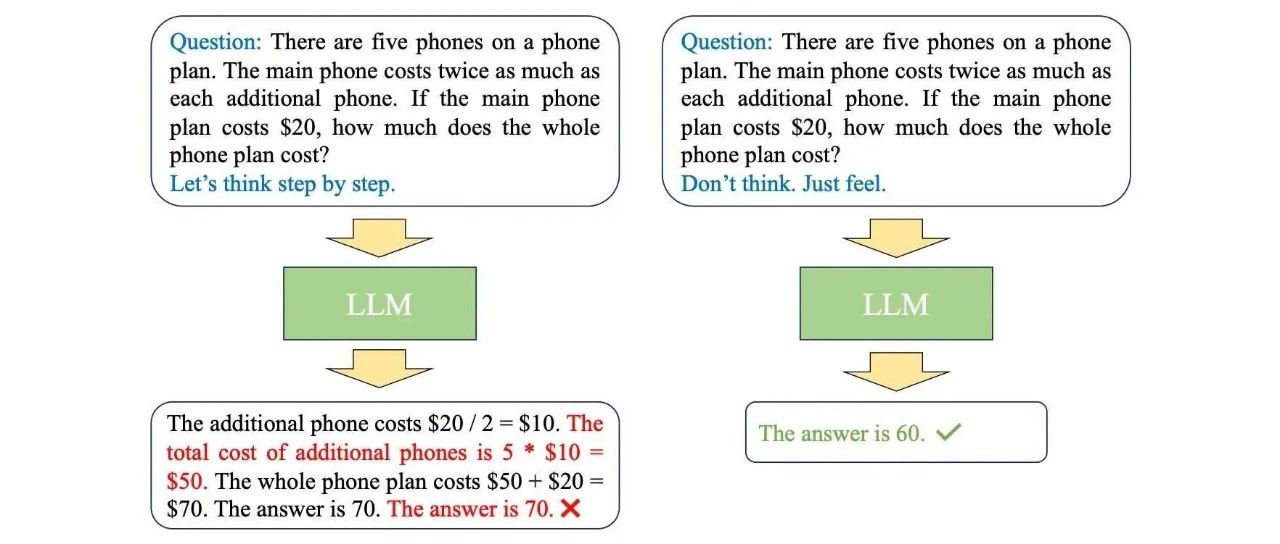 Question: There are five phones on a phone
plan. The main phone costs twice as much as
each additional phone. If the main phone
plan costs $20, how much does the whole
phone plan cost?
Let’s think step by step.
LLM
The additional phone costs $20 / 2 = $10. The
total cost of additional phones is 5 * $10 =
$50. The whole phone plan costs $50 + $20 =
$70. The answer is 70. The answer is 70. ✕
Question: There are five phones on a phone
plan. The main phone costs twice as much as
each additional phone. If the main phone
plan costs $20, how much does the whole
phone plan cost?
Don’t think. Just feel.
LLM
The answer is 60. ✓